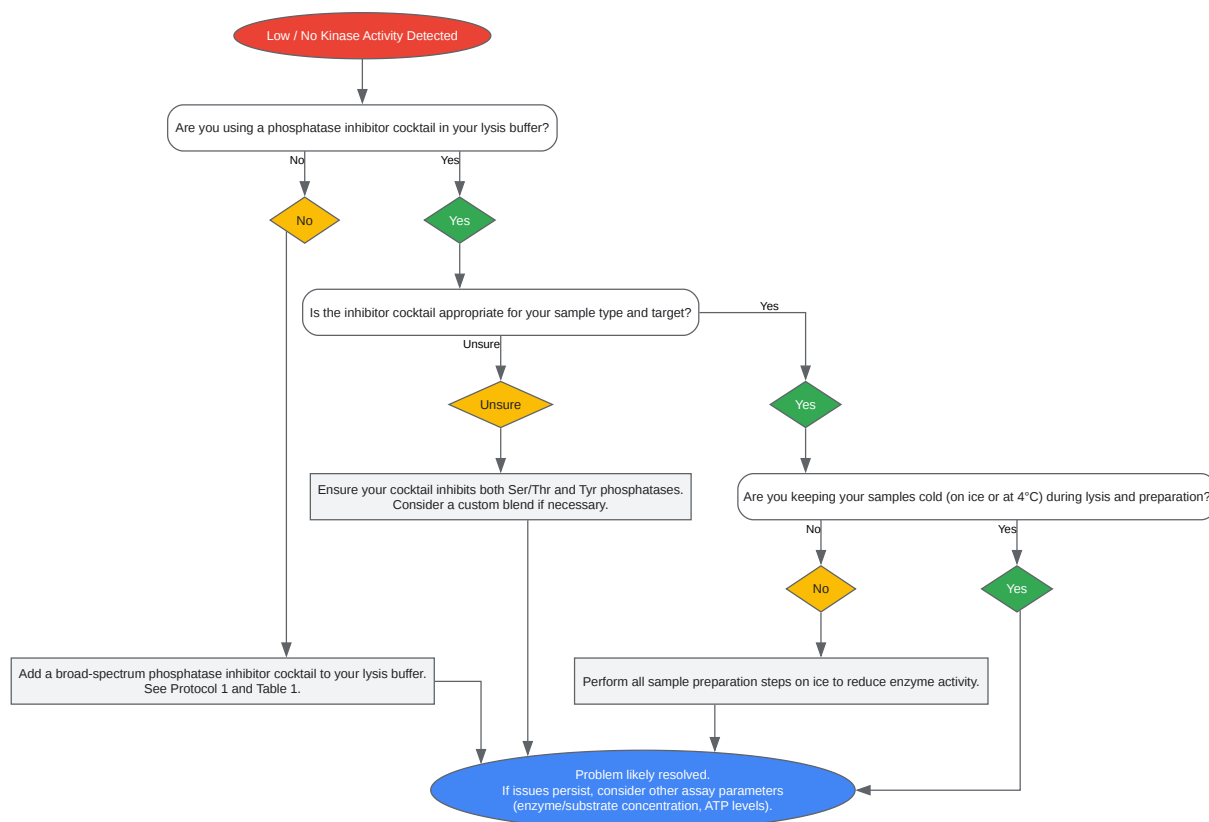 Low / No Kinase Activity Detected
Are you using a phosphatase inhibitor cocktail in your lysis buffer?
No
Yes
No
Yes
Is the inhibitor cocktail appropriate for your sample type and target?
Yes
Unsure
Unsure
Yes
Ensure your cocktail inhibits both Ser/Thr and Tyr phosphatases.
Consider a custom blend if necessary.
Are you keeping your samples cold (on ice or at 4°C) during lysis and preparation?
No
Yes
No
Yes
Add a broad-spectrum phosphatase inhibitor cocktail to your lysis buffer.
See Protocol 1 and Table 1.
Perform all sample preparation steps on ice to reduce enzyme activity.
Problem likely resolved.
If issues persist, consider other assay parameters
(enzyme/substrate concentration, ATP levels).